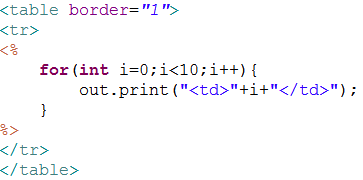 <table border="1">
<tr>
<%
    for(int i=0;i<10;i++){
        out.print("<td>"+i+"</td>");
    }
%>
</tr>
</table>